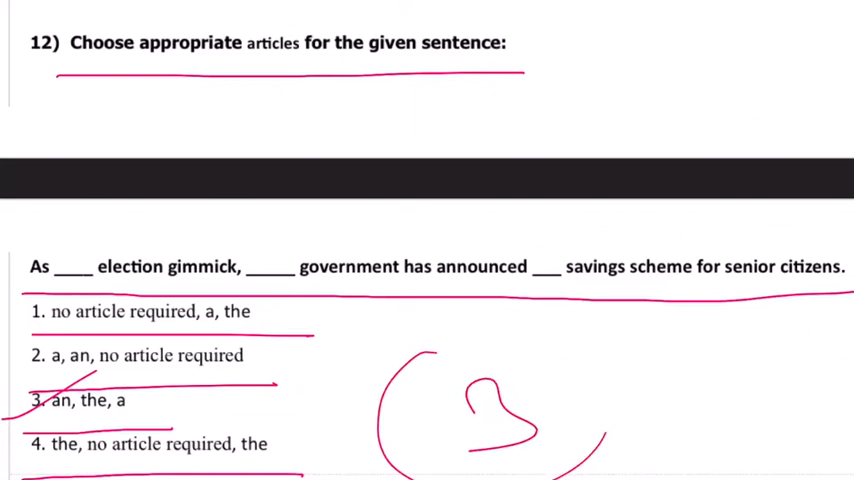 12) Choose appropriate articles for the given sentence:
As ____ election gimmick, _____ government has announced ___ savings scheme for senior citizens.
1. no article required, a, the
2. a, an, no article required
3. an, the, a
3
4. the, no article required, the